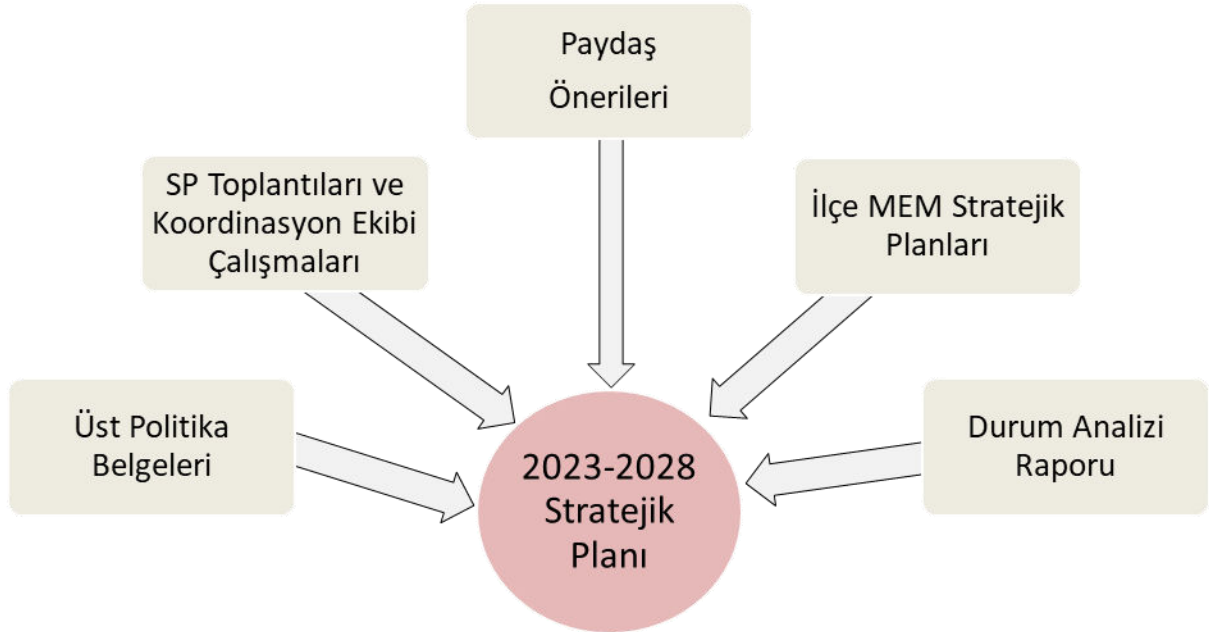 Paydaş
Önerileri
SP Toplantıları ve
Koordinasyon Ekibi
Çalışmaları
İlçe MEM Stratejik
Planları
Üst Politika
Belgeleri
Durum Analizi
Raporu
2023-2028
Stratejik
Planı